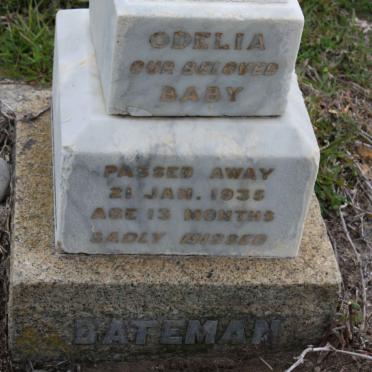 ODELIA
OUR BELOVED
BABY
PASSED AWAY
21 JAN. 1935
AGE 13 MONTHS
SADLY MISSED
BATEMAN